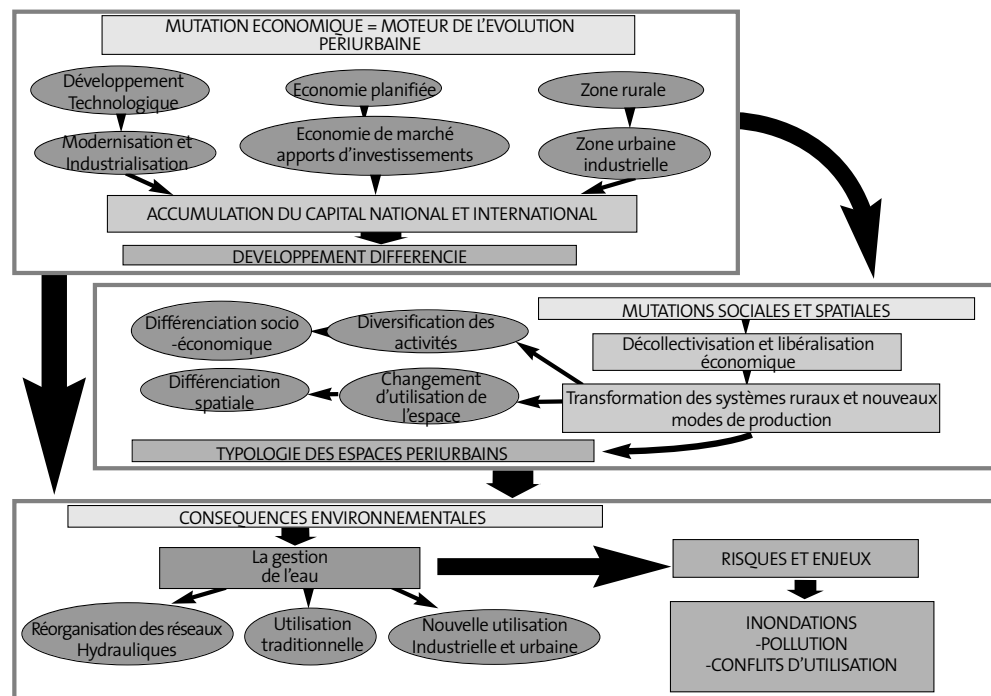 MUTATION ECONOMIQUE = MOTEUR DE L'EVOLUTION
PERIURBAINE
Développement
Technologique
Economie planifiée
Zone rurale
Modernisation et
Industrialisation
Economie de marché
apports d'investissements
Zone urbaine
industrielle
ACCUMULATION DU CAPITAL NATIONAL ET INTERNATIONAL
DEVELOPPEMENT DIFFERENCIE
MUTATIONS SOCIALES ET SPATIALES
Différenciation socio
-économique
Diversification des
activités
Décollectivisation et libéralisation
économique
Différenciation
spatiale
Changement
d'utilisation de
l'espace
Transformation des systèmes ruraux et nouveaux
modes de production
TYPOLOGIE DES ESPACES PERIURBAINS
CONSEQUENCES ENVIRONNEMENTALES
La gestion
de l'eau
RISQUES ET ENJEUX
Réorganisation des réseaux
Hydrauliques
Utilisation
traditionnelle
Nouvelle utilisation
Industrielle et urbaine
INONDATIONS
-POLLUTION
-CONFLITS D'UTILISATION